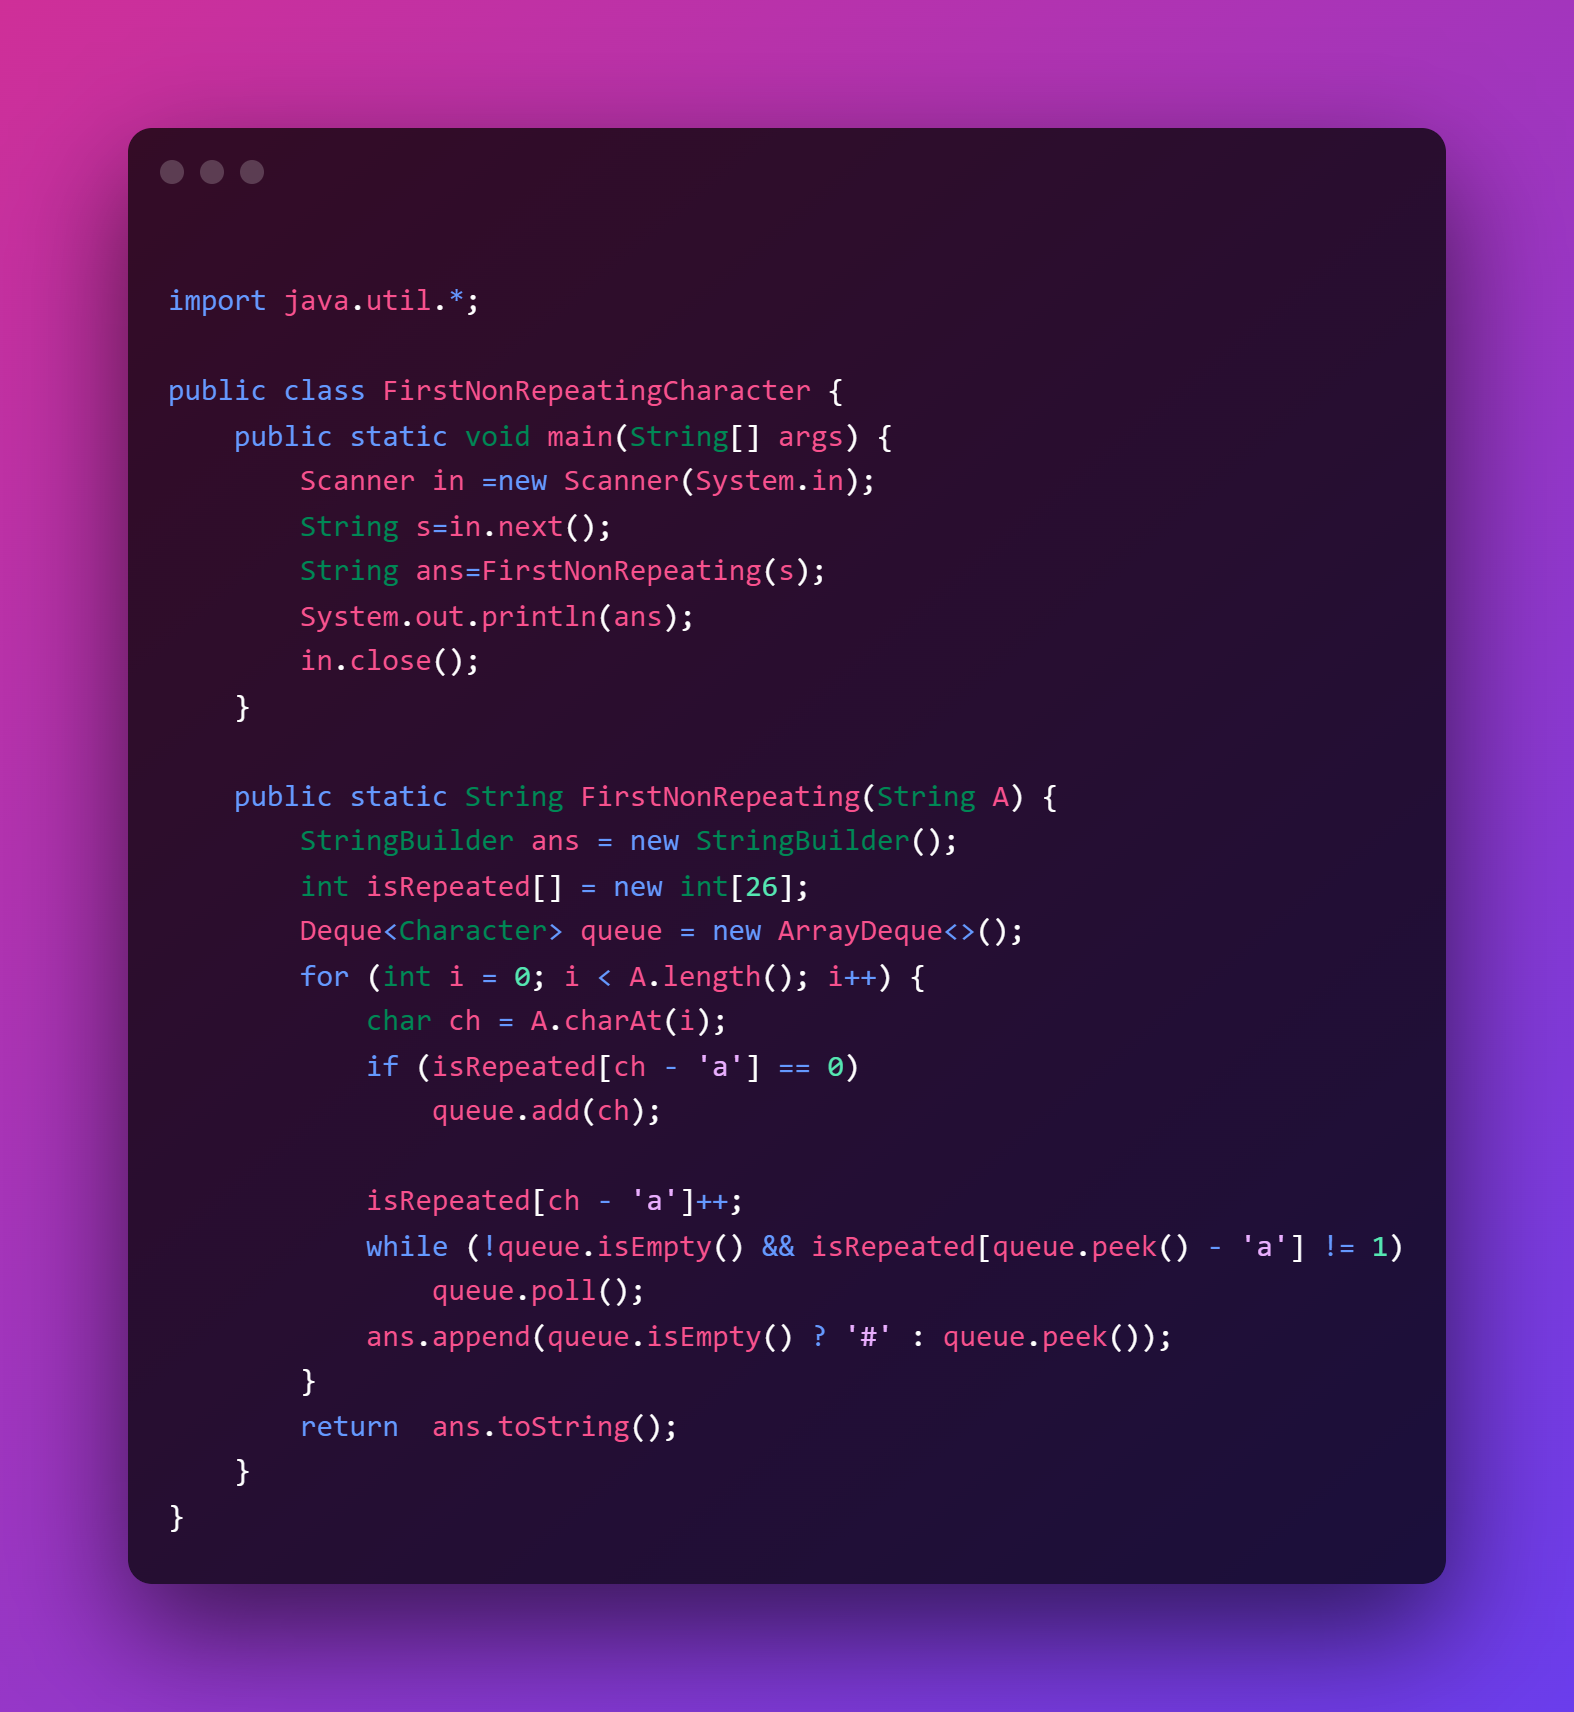 import java.util.*;

public class FirstNonRepeatingCharacter {
    public static void main(String[] args) {
        Scanner in =new Scanner(System.in);
        String s=in.next();
        String ans=FirstNonRepeating(s);
        System.out.println(ans);
        in.close();
    }

    public static String FirstNonRepeating(String A) {
        StringBuilder ans = new StringBuilder();
        int isRepeated[] = new int[26];
        Deque<Character> queue = new ArrayDeque<>();
        for (int i = 0; i < A.length(); i++) {
            char ch = A.charAt(i);
            if (isRepeated[ch - 'a'] == 0)
                queue.add(ch);

            isRepeated[ch - 'a']++;
            while (!queue.isEmpty() && isRepeated[queue.peek() - 'a'] != 1)
                queue.poll();
            ans.append(queue.isEmpty() ? '#' : queue.peek());
        }
        return  ans.toString();
    }
}